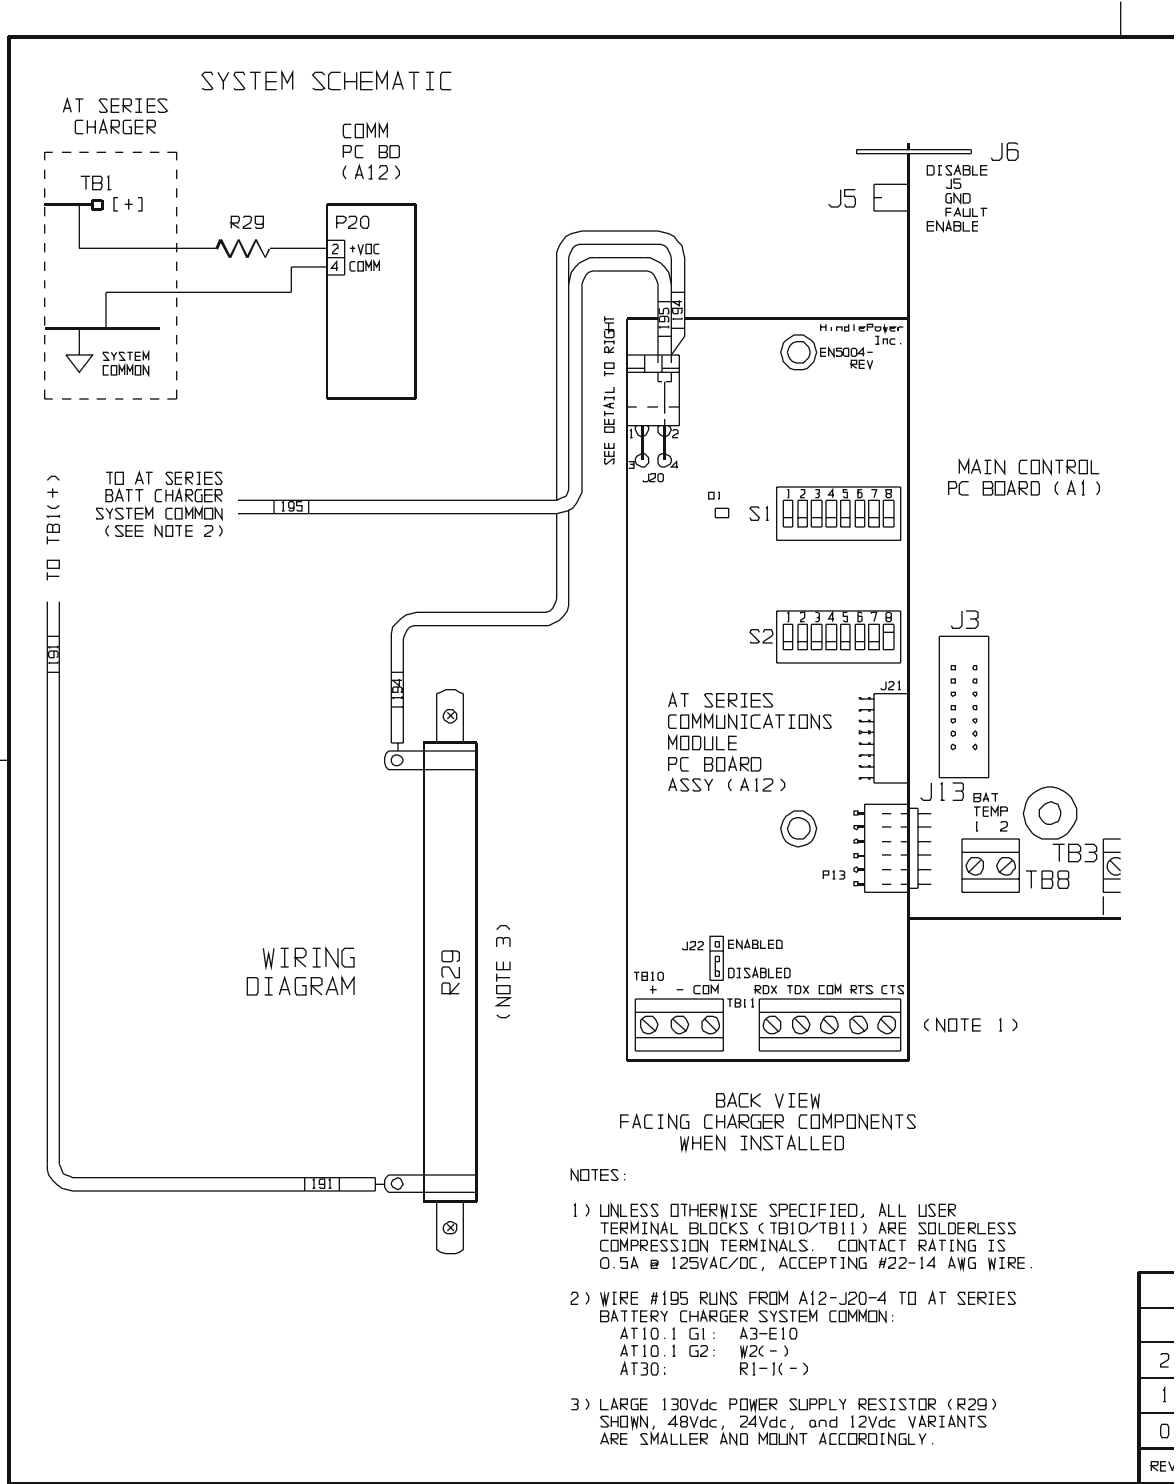 SYSTEM SCHEMATIC
AT SERIES
CHARGER
COMM
PC BD
(A12)
TB1
[+]
R29
P20
2 +VDC
4 COMM
SYSTEM
COMMON
J6
DISABLE
J5
J5
GND
FAULT
ENABLE
195
194
SEE DETAIL TO RIGHT
HindlePower
Inc.
EN5004-
REV
1
2
3
4
J20
MAIN CONTROL
PC BOARD (A1)
TO TB1(+)
TO AT SERIES
BATT CHARGER
SYSTEM COMMON
(SEE NOTE 2)
195
D1
S1
1 2 3 4 5 6 7 8
S2
1 2 3 4 5 6 7 8
J3
191
194
J21
AT SERIES
COMMUNICATIONS
MODULE
PC BOARD
ASSY (A12)
J13
BAT
TEMP
1 2
TB3
TB8
P13
WIRING
DIAGRAM
R29
(NOTE 3)
J22
ENABLED
DISABLED
TB10
+ - COM
TB11
RDX TDX COM RTS CTS
(NOTE 1)
BACK VIEW
FACING CHARGER COMPONENTS
WHEN INSTALLED
191
NOTES:
1) UNLESS OTHERWISE SPECIFIED, ALL USER
TERMINAL BLOCKS (TB10/TB11) ARE SOLDERLESS
COMPRESSION TERMINALS. CONTACT RATING IS
0.5A @ 125VAC/DC, ACCEPTING #22-14 AWG WIRE.
2) WIRE #195 RUNS FROM A12-J20-4 TO AT SERIES
BATTERY CHARGER SYSTEM COMMON:
AT10.1 G1: A3-E10
AT10.1 G2: W2(-)
AT30: R1-1(-)
3) LARGE 130Vdc POWER SUPPLY RESISTOR (R29)
SHOWN, 48Vdc, 24Vdc, and 12Vdc VARIANTS
ARE SMALLER AND MOUNT ACCORDINGLY.
2
1
0
REV